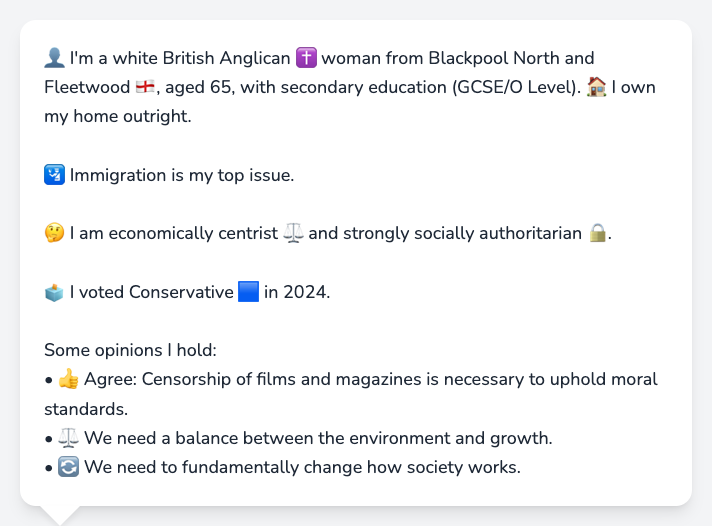 👤 I'm a white British Anglican ✝️ woman from Blackpool North and
Fleetwood 🏴󠁧󠁢󠁥󠁮󠁧󠁿, aged 65, with secondary education (GCSE/O Level). 🏠 I own
my home outright.
🛂 Immigration is my top issue.
🤔 I am economically centrist ⚖️ and strongly socially authoritarian 🔒.
🗳️ I voted Conservative 🟦 in 2024.
Some opinions I hold:
• 👍 Agree: Censorship of films and magazines is necessary to uphold moral
standards.
• ⚖️ We need a balance between the environment and growth.
• 🔄 We need to fundamentally change how society works.